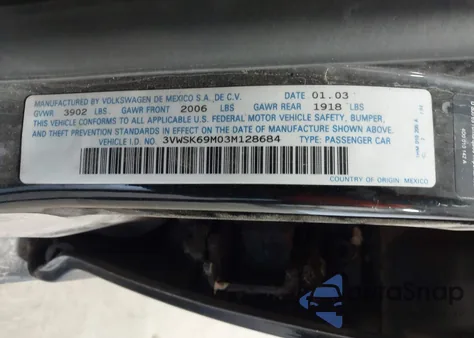 MANUFACTURED BY VOLKSWAGEN DE MEXICO S.A. DE C.V. DATE 01.03
GVWR 3902 LBS GAWR FRONT 2006 LBS GAWR REAR 1918 LBS
THIS VEHICLE CONFORMS TO ALL APPLICABLE U.S. FEDERAL MOTOR VEHICLE SAFETY, BUMPER,
AND THEFT PREVENTION STANDARDS IN EFFECT ON THE DATE OF MANUFACTURE SHOWN ABOVE.
VEHICLE I.D. NO. 3VWSK69M03M128684 TYPE: PASSENGER CAR
COUNTRY OF ORIGIN: MEXICO